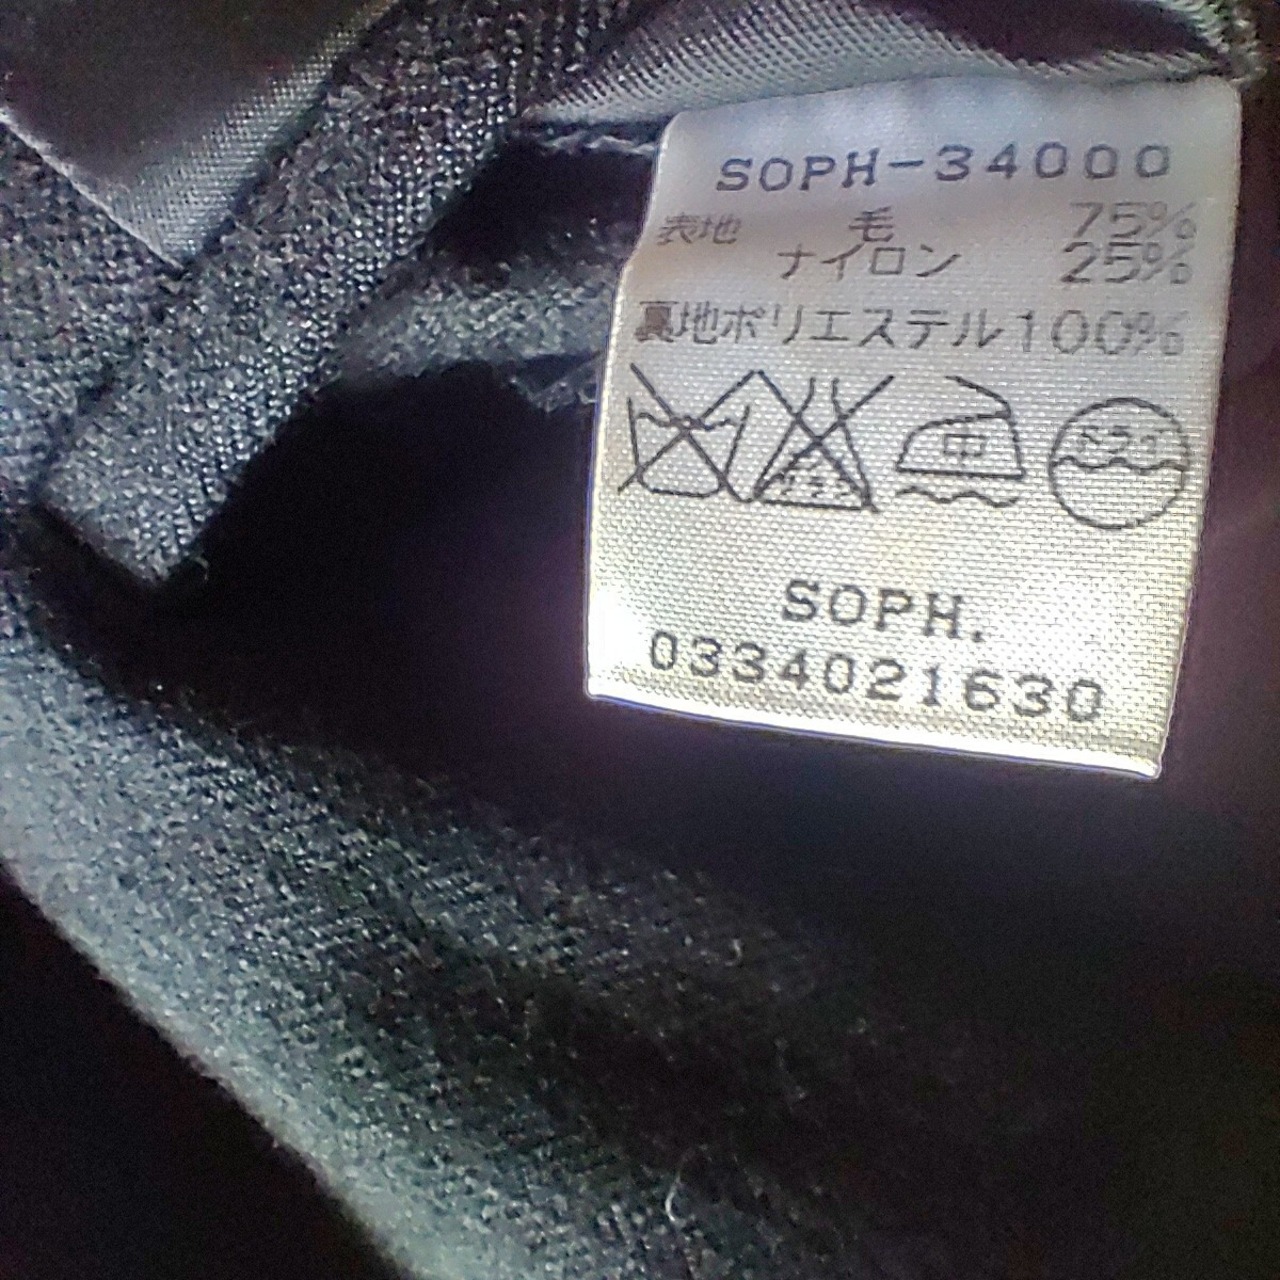 SOPH-34000
表地 毛 75%
ナイロン 25%
裏地ポリエステル100%
中
SOPH.
0334021630